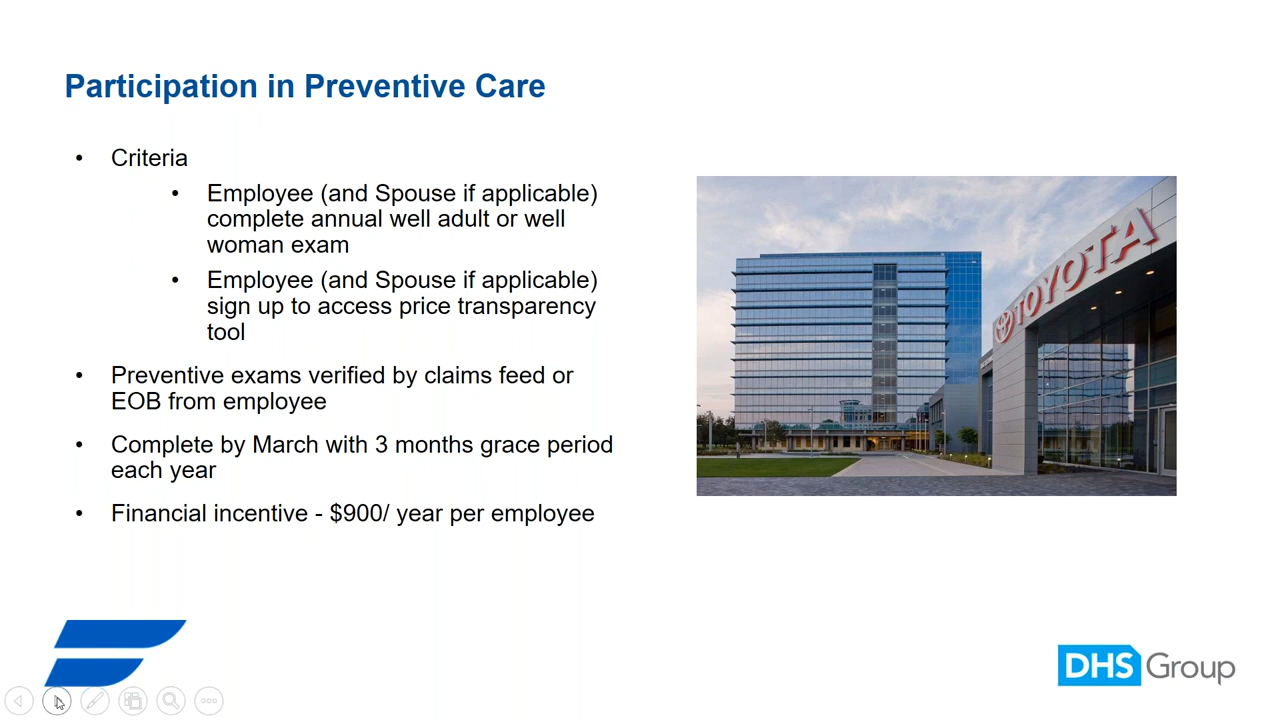 Participation in Preventive Care
• Criteria
• Employee (and Spouse if applicable)
complete annual well adult or well
woman exam
• Employee (and Spouse if applicable)
sign up to access price transparency
tool
• Preventive exams verified by claims feed or
EOB from employee
• Complete by March with 3 months grace period
each year
• Financial incentive - $900/ year per employee
TOYOTA
DHS Group